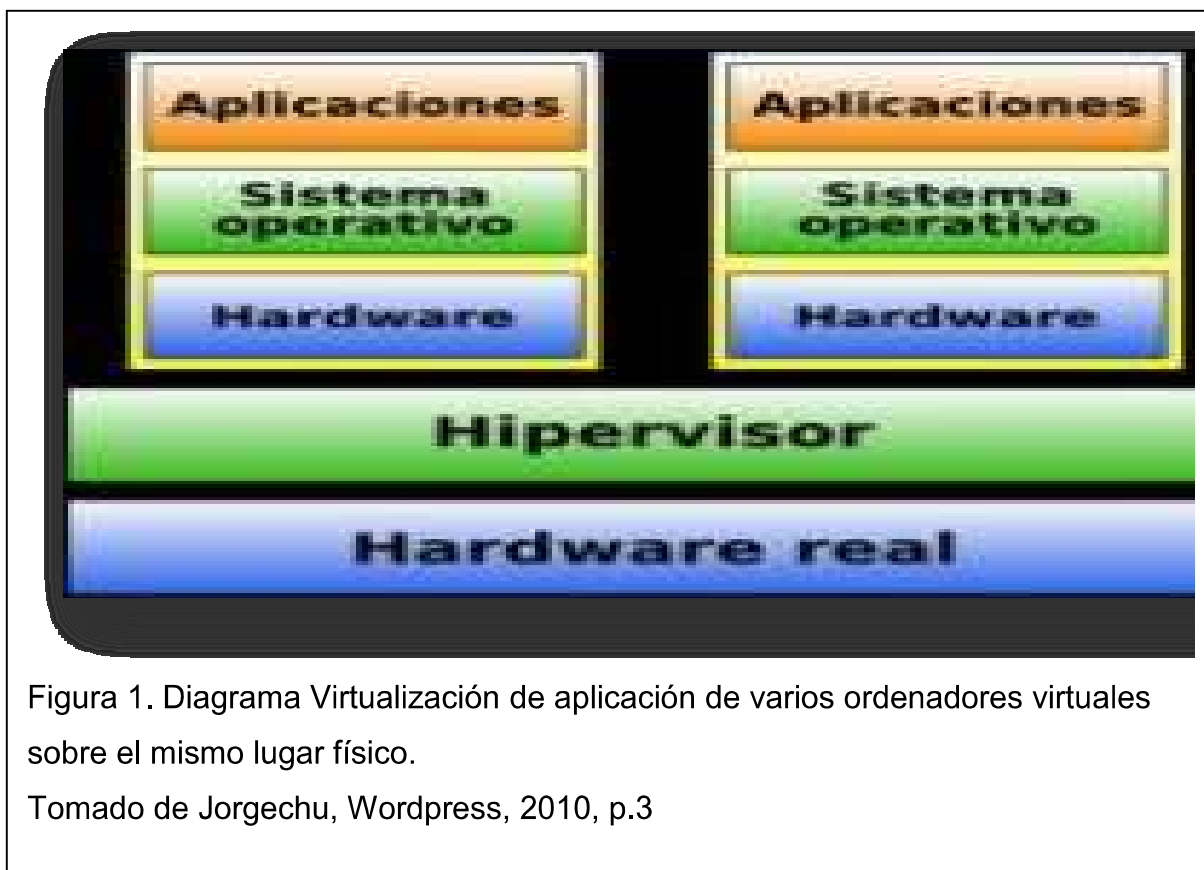 Aplicaciones
Aplicaciones
Sistema
operativo
Sistema
operativo
Hardware
Hardware
Hipervisor
Hardware real
Figura 1. Diagrama Virtualización de aplicación de varios ordenadores virtuales
sobre el mismo lugar físico.
Tomado de Jorgechu, Wordpress, 2010, p.3